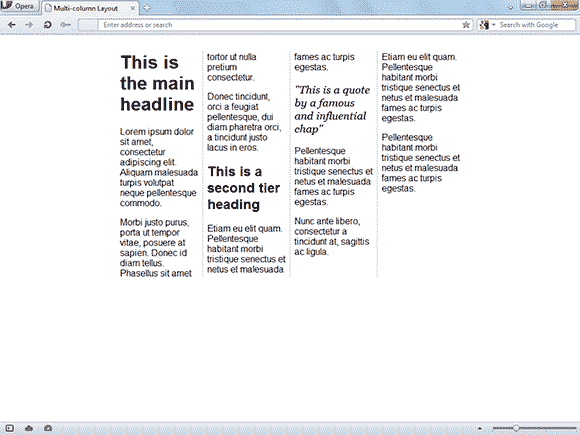 Opera
Multi-column Layout
Enter address or search
Search with Google
This is
the main
headline
Lorem ipsum dolor
sit amet,
consectetur
adipiscing elit.
Aliquam malesuada
turpis volutpat
neque pellentesque
commodo.
Morbi justo purus,
porta ut tempor
vitae, posuere at
sapien. Donec id
diam tellus.
Phasellus sit amet
tortor ut nulla
pretium
consectetur.
Donec tincidunt,
orci a feugiat
pellentesque, dui
diam pharetra orci,
a tincidunt justo
lacus in eros.
This is a
second tier
heading
Etiam eu elit quam.
Pellentesque
habitant morbi
tristique senectus et
netus et malesuada
fames ac turpis
egestas.
"This is a quote
by a famous
and influential
chap"
Pellentesque
habitant morbi
tristique senectus et
netus et malesuada
fames ac turpis
egestas.
Nunc ante libero,
consectetur a
tincidunt at, sagittis
ac ligula.
Etiam eu elit quam.
Pellentesque
habitant morbi
tristique senectus et
netus et malesuada
fames ac turpis
egestas.
Pellentesque
habitant morbi
tristique senectus et
netus et malesuada
fames ac turpis
egestas.